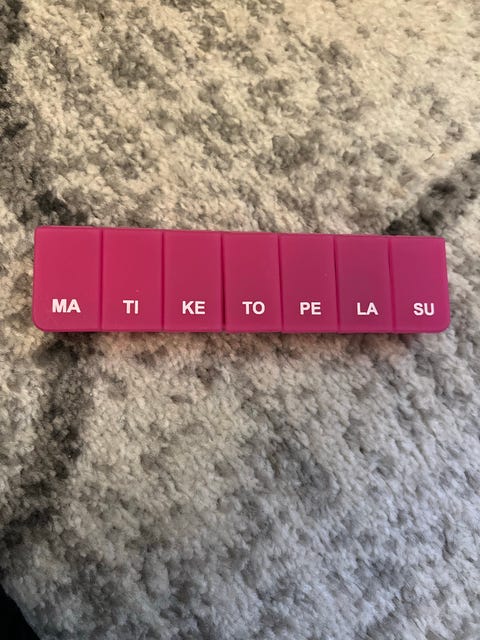 MA TI KE TO PE LA SU